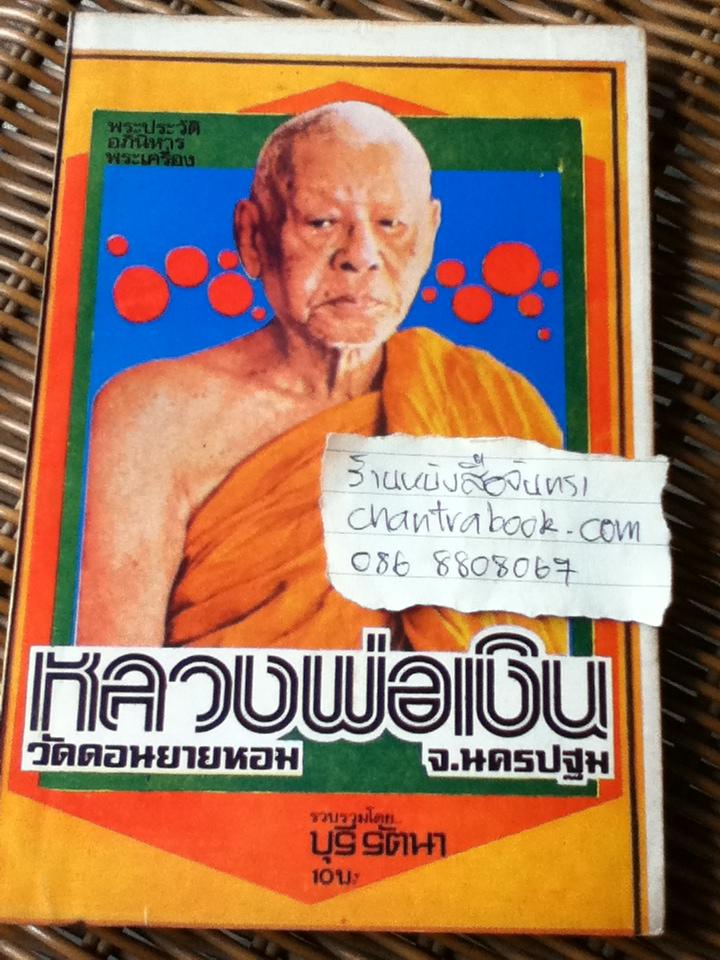 พระประวัติ
อภินิหาร
พระเครื่อง
ร้านหนังสือจันทรา
chantrabook.com
086 8808067
หลวงพ่อเงิน
วัดดอนยายหอม จ.นครปฐม
รวบรวมโดย..
บุรี รัตนา
10บ.